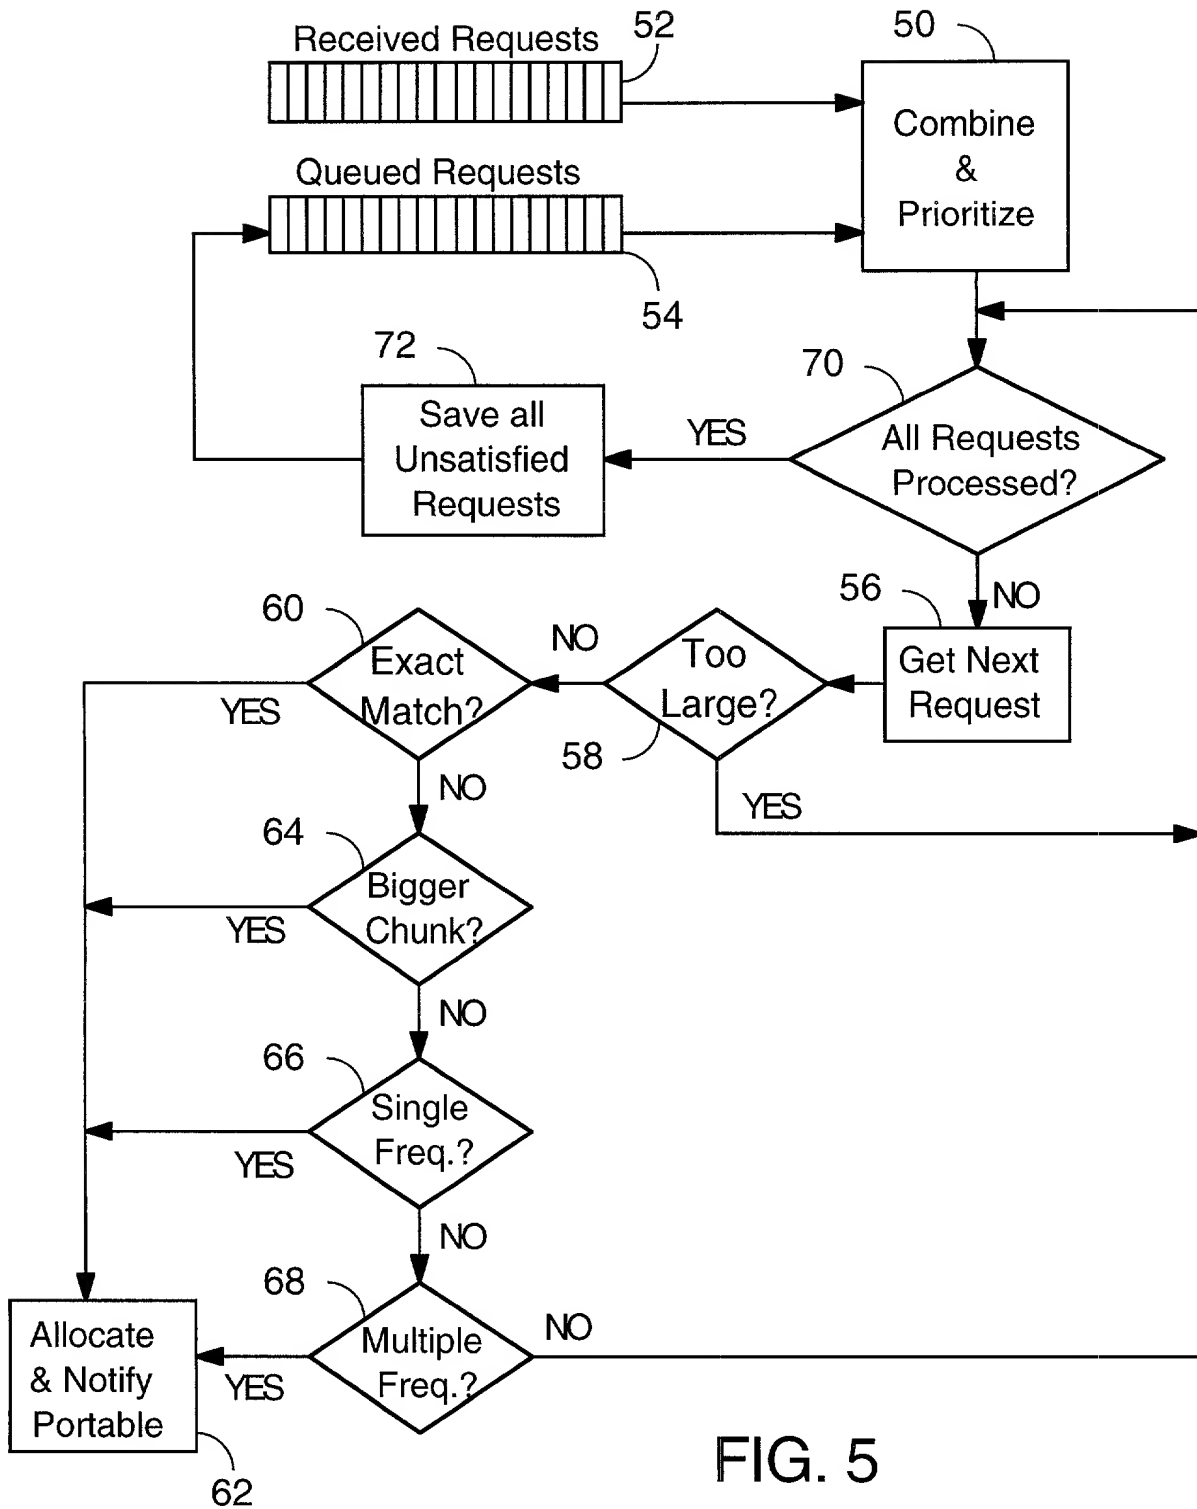 52
50
Received Requests
Combine
&
Prioritize
Queued Requests
54
72
70
Save all
Unsatisfied
Requests
YES
All Requests
Processed?
NO
60
56
Exact
Match?
NO
Too
Large?
Get Next
Request
YES
58
NO
YES
64
Bigger
Chunk?
YES
NO
66
Single
Freq.?
YES
NO
68
Multiple
Freq.?
NO
Allocate
& Notify
Portable
YES
62
FIG. 5